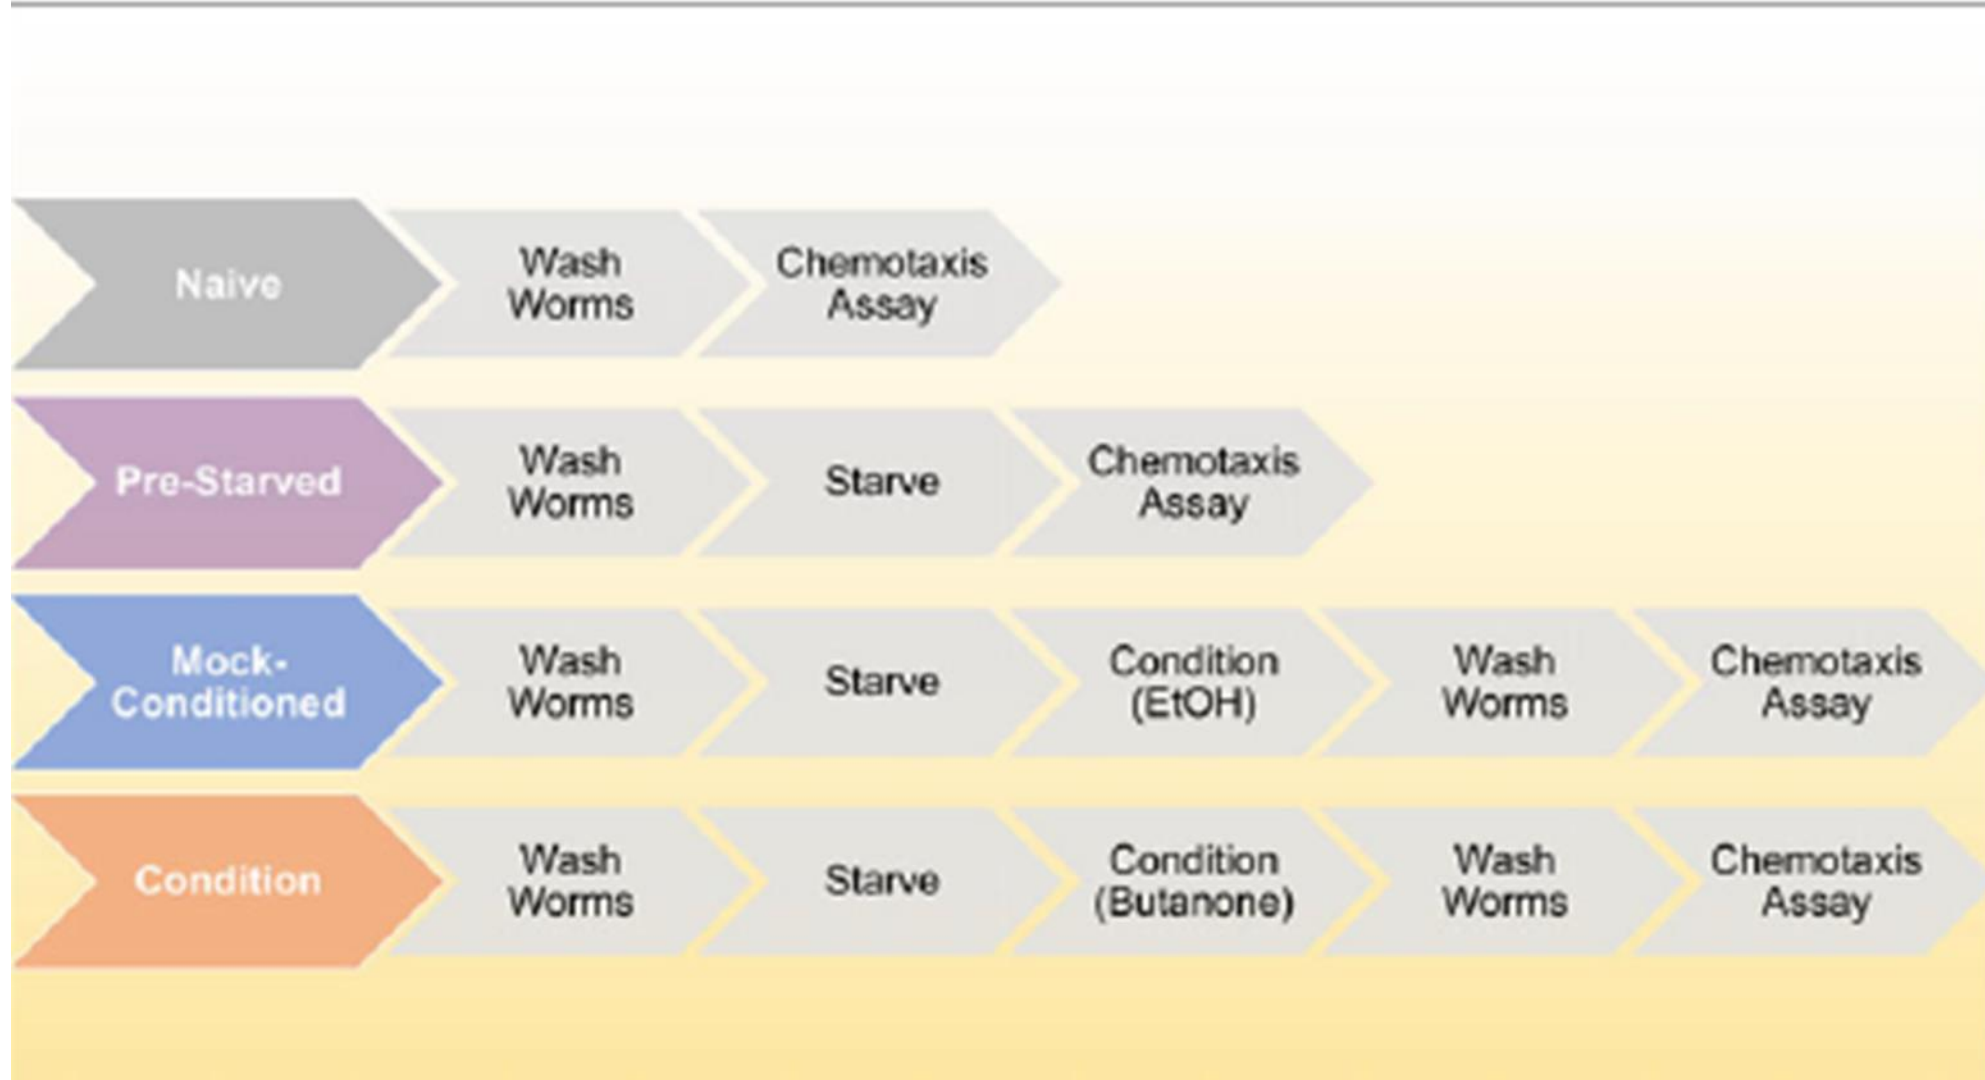 Naive
Wash
Worms
Chemotaxis
Assay
Pre-Starved
Wash
Worms
Starve
Chemotaxis
Assay
Mock-
Conditioned
Wash
Worms
Starve
Condition
(EtOH)
Wash
Worms
Chemotaxis
Assay
Condition
Wash
Worms
Starve
Condition
(Butanone)
Wash
Worms
Chemotaxis
Assay